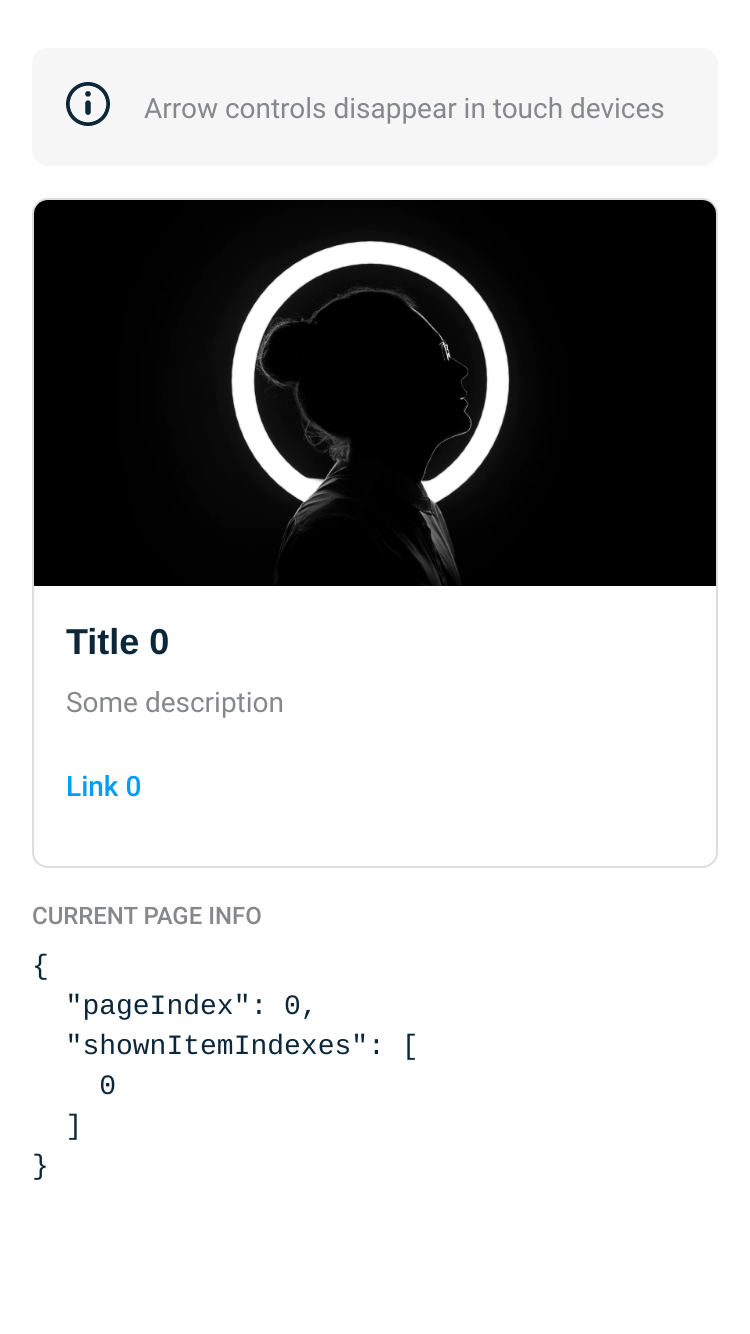 Arrow controls disappear in touch devices
Title 0
Some description
Link 0
CURRENT PAGE INFO
{
  "pageIndex": 0,
  "shownItemIndexes": [
    0
  ]
}